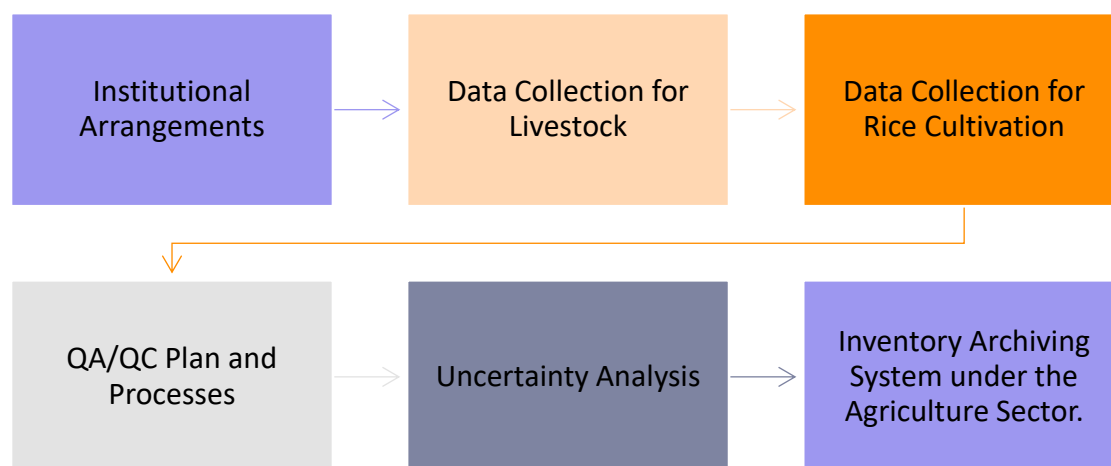 Institutional
Arrangements
Data Collection for
Livestock
Data Collection for
Rice Cultivation
QA/QC Plan and
Processes
Uncertainty Analysis
Inventory Archiving
System under the
Agriculture Sector.